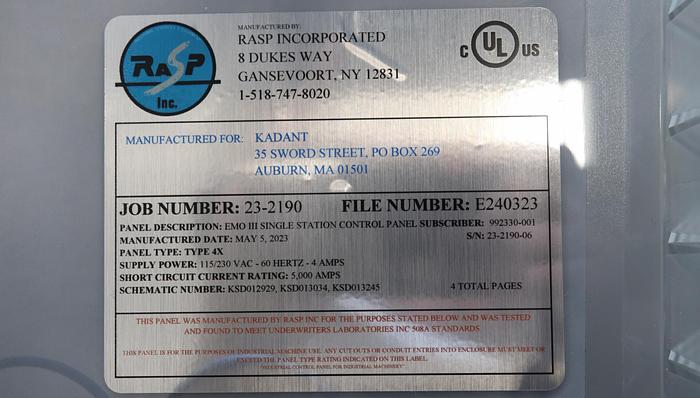 RASP
Inc.
MANUFACTURED BY:
RASP INCORPORATED
8 DUKES WAY
GANSEVOORT, NY 12831
1-518-747-8020
C UL US
MANUFACTURED FOR: KADANT
35 SWORD STREET, PO BOX 269
AUBURN, MA 01501
JOB NUMBER: 23-2190 FILE NUMBER: E240323
PANEL DESCRIPTION: EMO III SINGLE STATION CONTROL PANEL SUBSCRIBER: 992330-001
MANUFACTURED DATE: MAY 5, 2023 S/N: 23-2190-06
PANEL TYPE: TYPE 4X
SUPPLY POWER: 115/230 VAC - 60 HERTZ - 4 AMPS
SHORT CIRCUIT CURRENT RATING: 5,000 AMPS
SCHEMATIC NUMBER: KSD012929, KSD013034, KSD013245 4 TOTAL PAGES
THIS PANEL WAS MANUFACTURED BY RASP INC FOR THE PURPOSES STATED BELOW AND WAS TESTED
AND FOUND TO MEET UNDERWRITERS LABORATORIES INC 508A STANDARDS
THIS PANEL IS FOR THE PURPOSES OF INDUSTRIAL MACHINE USE. ANY CUT OUTS OR CONDUIT ENTRIES INTO ENCLOSURE MUST MEET OR
EXCEED THE PANEL TYPE RATING INDICATED ON THIS LABEL.
"INDUSTRIAL CONTROL PANEL FOR INDUSTRIAL MACHINERY"